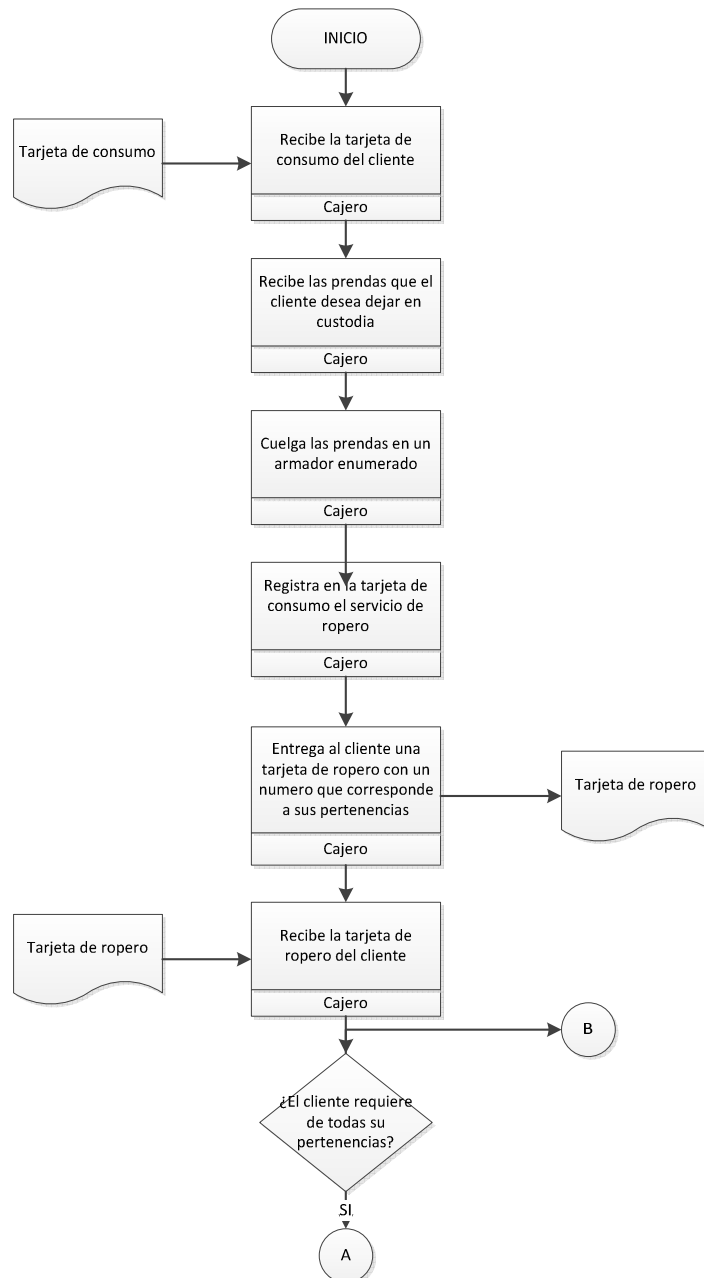 INICIO
Tarjeta de consumo
Recibe la tarjeta de
consumo del cliente
Cajero
Recibe las prendas que el
cliente desea dejar en
custodia
Cajero
Cuelga las prendas en un
armador enumerado
Cajero
Registra en la tarjeta de
consumo el servicio de
ropero
Cajero
Entrega al cliente una
tarjeta de ropero con un
numero que corresponde
a sus pertenencias
Cajero
Tarjeta de ropero
Tarjeta de ropero
Recibe la tarjeta de
ropero del cliente
Cajero
B
¿El cliente requiere
de todas su
pertenencias?
SI
A